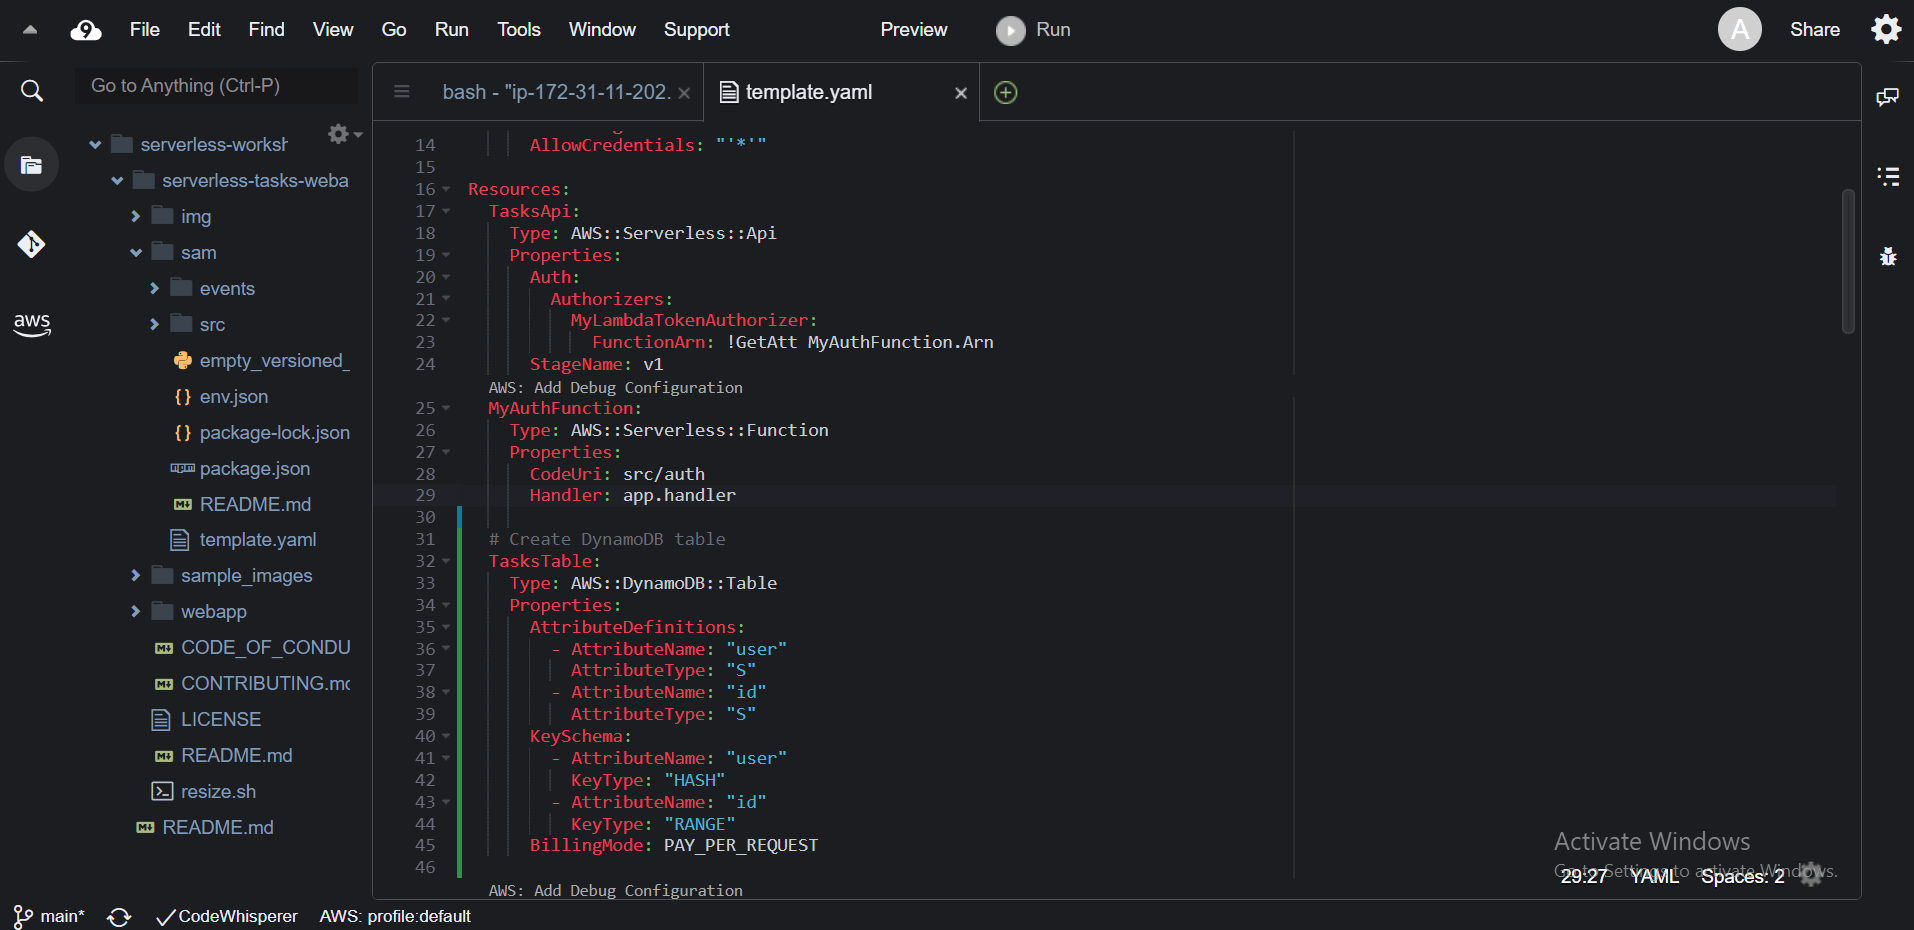 File Edit Find View Go Run Tools Window Support Preview Run A Share
Go to Anything (Ctrl-P)
bash - "ip-172-31-11-202.
template.yaml
serverless-worksh
serverless-tasks-weba
img
sam
events
src
empty_versioned_
env.json
package-lock.json
package.json
README.md
template.yaml
sample_images
webapp
CODE_OF_CONDU
CONTRIBUTING.mc
LICENSE
README.md
resize.sh
README.md
aws
14 AllowCredentials: "'*'"
15
16 Resources:
17 TasksApi:
18 Type: AWS::Serverless::Api
19 Properties:
20 Auth:
21 Authorizers:
22 MyLambdaTokenAuthorizer:
23 FunctionArn: !GetAtt MyAuthFunction.Arn
24 StageName: v1
AWS: Add Debug Configuration
25 MyAuthFunction:
26 Type: AWS::Serverless::Function
27 Properties:
28 CodeUri: src/auth
29 Handler: app.handler
30
31 # Create DynamoDB table
32 TasksTable:
33 Type: AWS::DynamoDB::Table
34 Properties:
35 AttributeDefinitions:
36 - AttributeName: "user"
37 AttributeType: "S"
38 - AttributeName: "id"
39 AttributeType: "S"
40 KeySchema:
41 - AttributeName: "user"
42 KeyType: "HASH"
43 - AttributeName: "id"
44 KeyType: "RANGE"
45 BillingMode: PAY_PER_REQUEST
46
AWS: Add Debug Configuration
Activate Windows
Go to Settings to activate Windows.
29:27 YAML Spaces: 2
main* CodeWhisperer AWS: profile:default